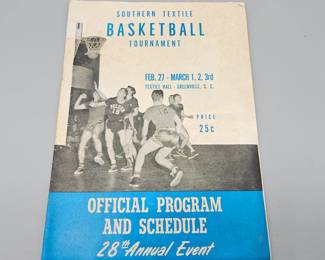 SOUTHERN TEXTILE
BASKETBALL
TOURNAMENT
FEB. 27 - MARCH 1, 2, 3rd
TEXTILE HALL - GREENVILLE, S. C.
PRICE
25c
OFFICIAL PROGRAM
AND SCHEDULE
28th Annual Event